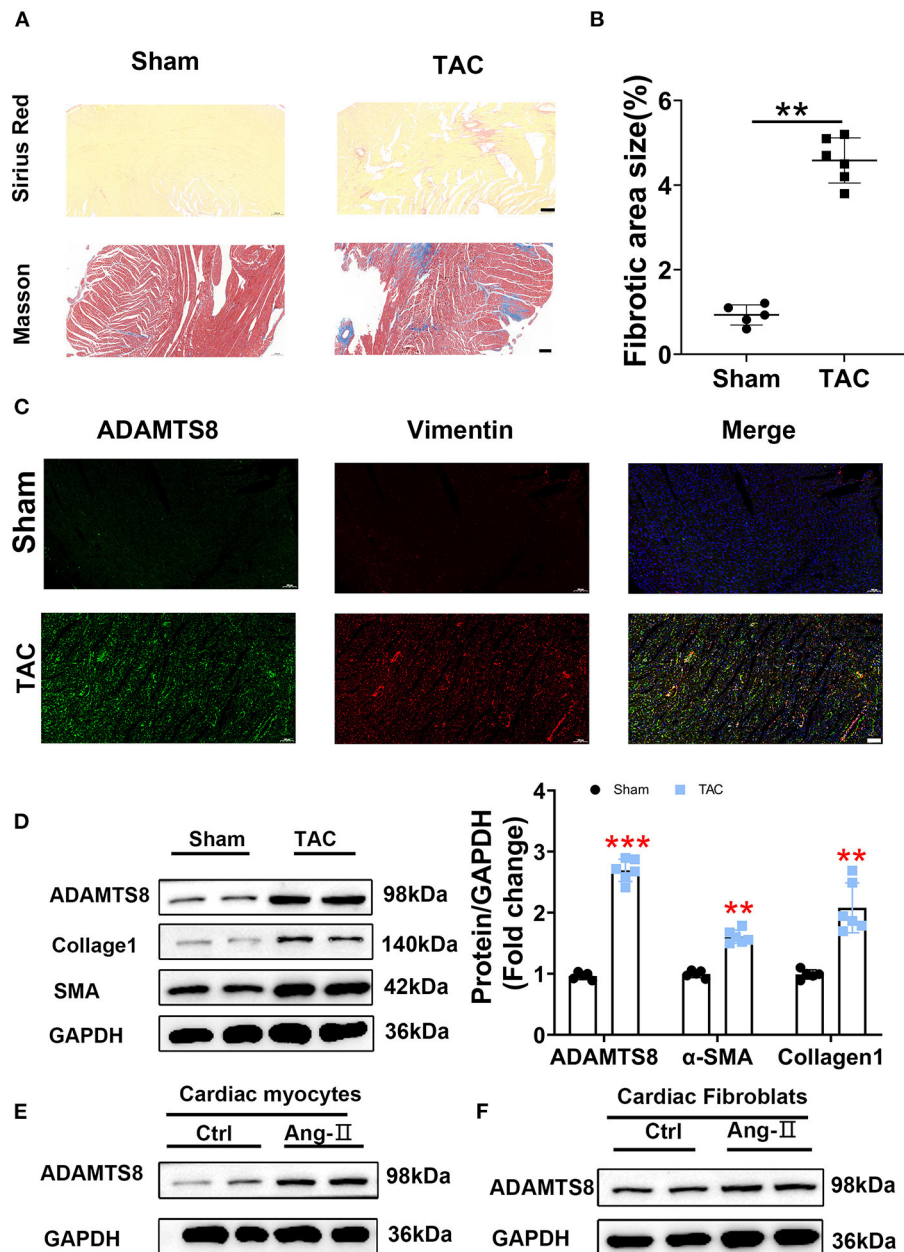 A
Sham
TAC
Sirius Red
Masson
B
Fibrotic area size(%)
6
4
2
0
**
Sham
TAC
C
ADAMTS8
Vimentin
Merge
Sham
TAC
D
Sham
TAC
ADAMTS8
98kDa
Collage1
140kDa
SMA
42kDa
GAPDH
36kDa
Protein/GAPDH
(Fold change)
4
3
2
1
0
Sham
TAC
***
**
**
ADAMTS8
α-SMA
Collagen1
E
Cardiac myocytes
Ctrl
Ang-Ⅱ
ADAMTS8
98kDa
GAPDH
36kDa
F
Cardiac Fibroblats
Ctrl
Ang-Ⅱ
ADAMTS8
98kDa
GAPDH
36kDa